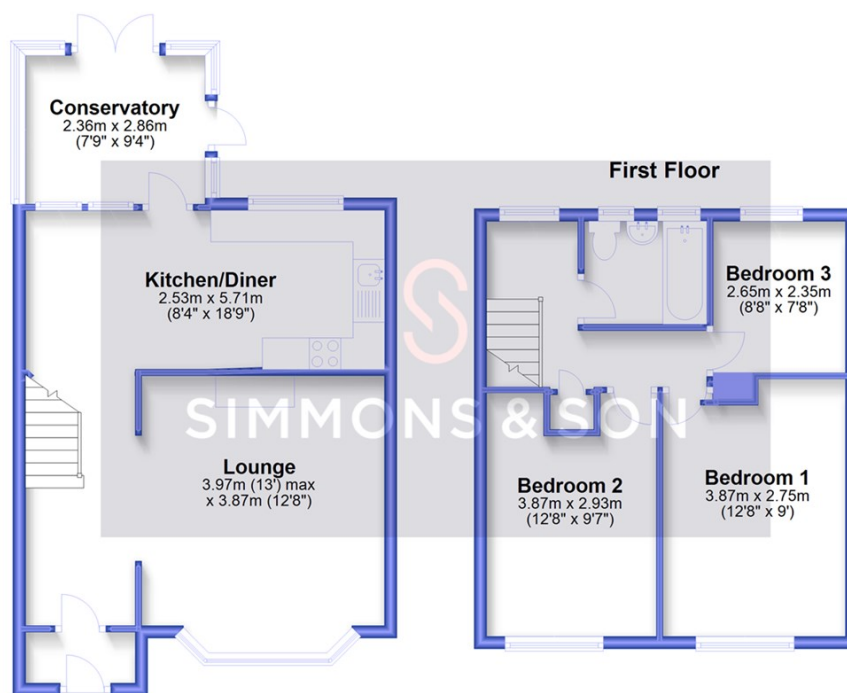 Conservatory
2.36m x 2.86m
(7'9" x 9'4")
Kitchen/Diner
2.53m x 5.71m
(8'4" x 18'9")
Lounge
3.97m (13') max
x 3.87m (12'8")
First Floor
Bedroom 3
2.65m x 2.35m
(8'8" x 7'8")
Bedroom 2
3.87m x 2.93m
(12'8" x 9'7")
Bedroom 1
3.87m x 2.75m
(12'8" x 9')
SIMMONS & SON